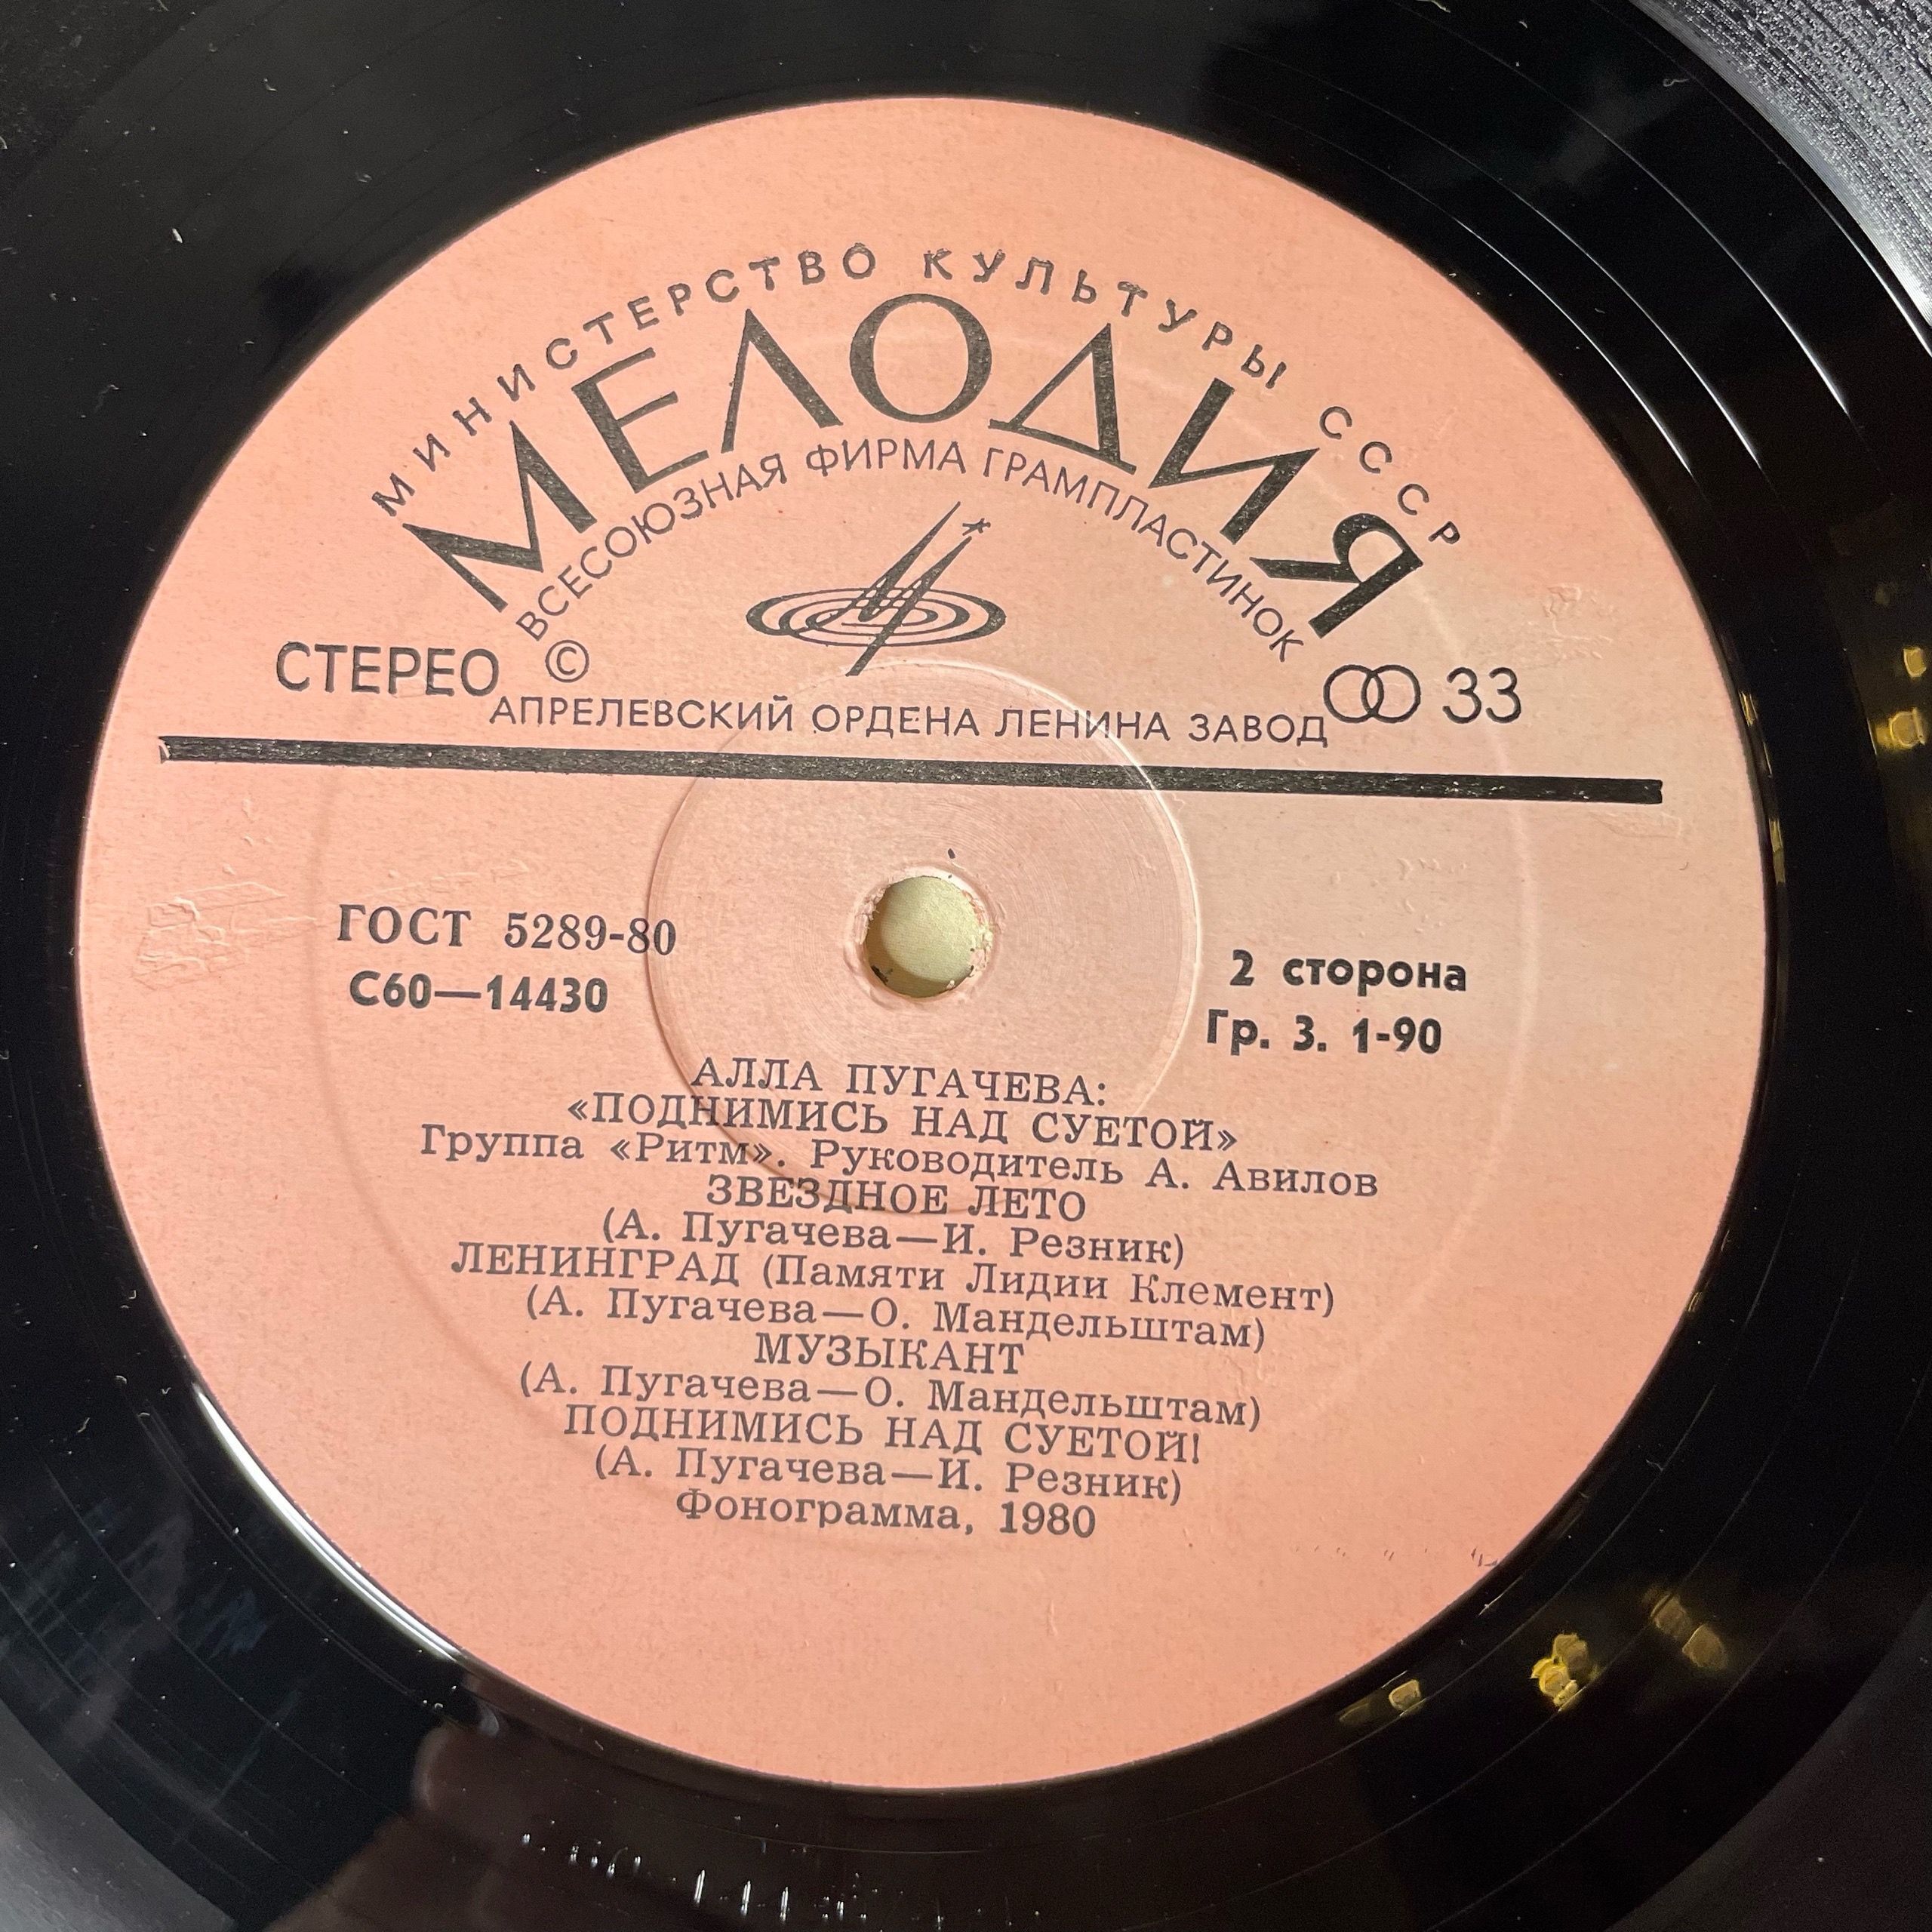 МИНИСТЕРСТВО КУЛЬТУРЫ СССР
МЕЛОДИЯ
ВСЕСОЮЗНАЯ ФИРМА ГРАМПЛАСТИНОК
СТЕРЕО © 33
АПРЕЛЕВСКИЙ ОРДЕНА ЛЕНИНА ЗАВОД
ГОСТ 5289-80
С60—14430
2 сторона
Гр. 3. 1-90
АЛЛА ПУГАЧЕВА:
«ПОДНИМИСЬ НАД СУЕТОЙ»
Группа «Ритм». Руководитель А. Авилов
ЗВЕЗДНОЕ ЛЕТО
(А. Пугачева—И. Резник)
ЛЕНИНГРАД (Памяти Лидии Клемент)
(А. Пугачева—О. Мандельштам)
МУЗЫКАНТ
(А. Пугачева—О. Мандельштам)
ПОДНИМИСЬ НАД СУЕТОЙ!
(А. Пугачева—И. Резник)
Фонограмма, 1980